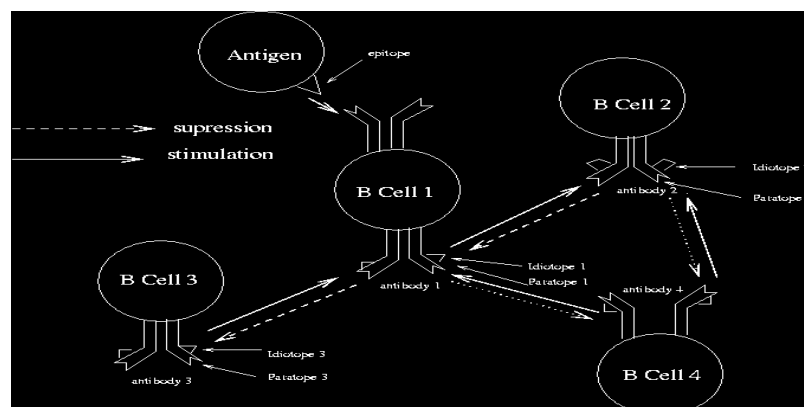 Antigen
epitope
supression
stimulation
B Cell 2
Idiotope
antibody 2
Paratope
B Cell 1
Idiotope 1
Paratope 1
antibody 1
B Cell 3
antibody 4
Idiotope 3
antibody 3
Paratope 3
B Cell 4